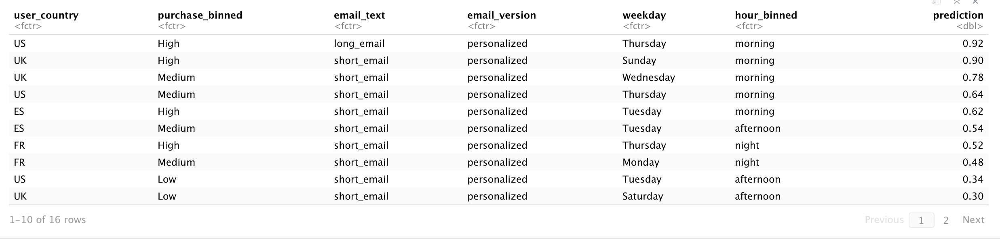 user_country purchase_binned email_text email_version weekday hour_binned prediction
<fctr> <fctr> <fctr> <fctr> <fctr> <fctr> <dbl>
US High long_email personalized Thursday morning 0.92
UK High short_email personalized Sunday morning 0.90
UK Medium short_email personalized Wednesday morning 0.78
US Medium short_email personalized Thursday morning 0.64
ES High short_email personalized Tuesday morning 0.62
ES Medium short_email personalized Tuesday afternoon 0.54
FR High short_email personalized Thursday night 0.52
FR Medium short_email personalized Monday night 0.48
US Low short_email personalized Tuesday afternoon 0.34
UK Low short_email personalized Saturday afternoon 0.30
1-10 of 16 rows Previous 1 2 Next